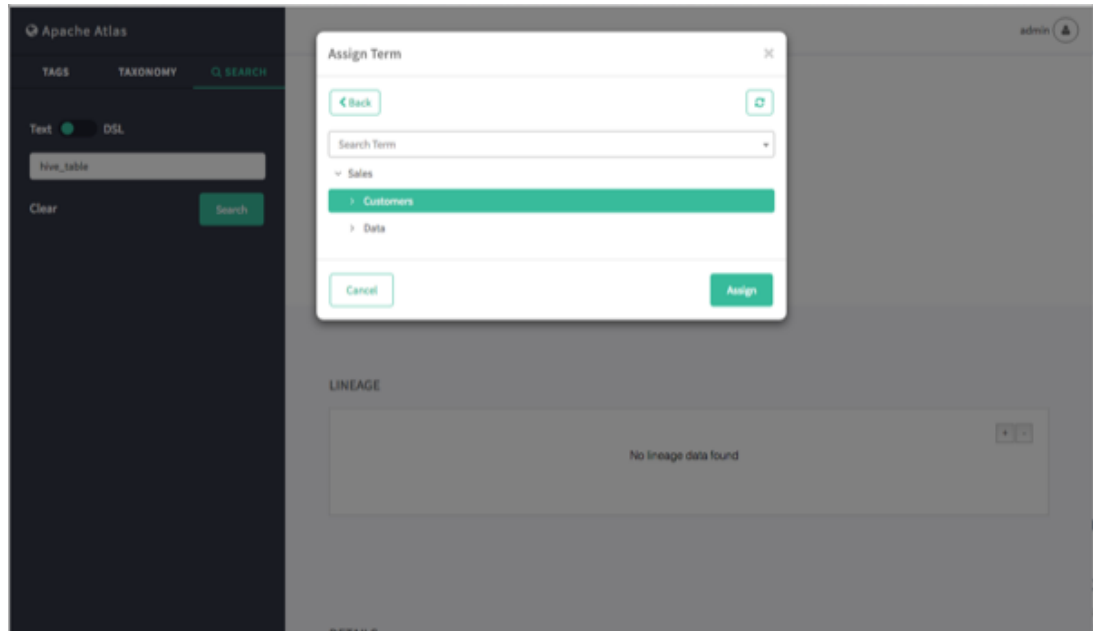 Apache Atlas
admin
TAGS TAXONOMY SEARCH
Text DSL
hive_table
Clear Search
Assign Term
×
Back
Search Term
Sales
Customers
Data
Cancel Assign
LINEAGE
+ -
No lineage data found
DETAILS